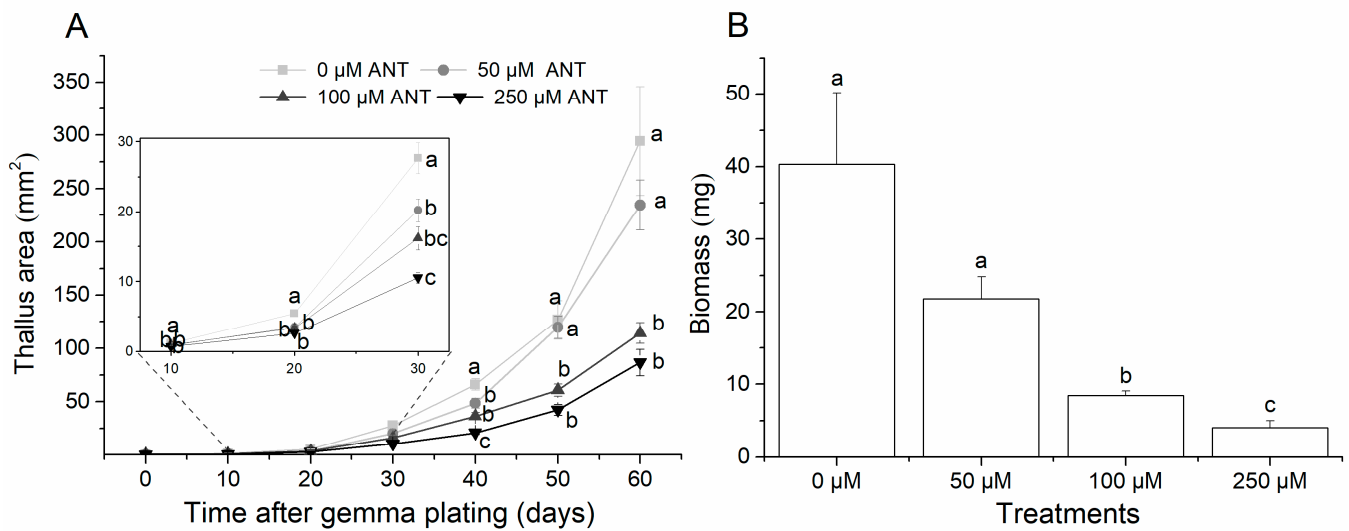 A
B
0 µM ANT
50 µM ANT
100 µM ANT
250 µM ANT
Thallus area (mm²)
350
300
250
200
150
100
50
0
10
20
30
40
50
60
Time after gemma plating (days)
30
20
10
0
10
20
30
a
b
b
b
a
b
b
b
a
b
bc
c
a
b
b
c
a
a
b
b
a
a
b
b
Biomass (mg)
50
40
30
20
10
0
a
a
b
c
0 µM
50 µM
100 µM
250 µM
Treatments